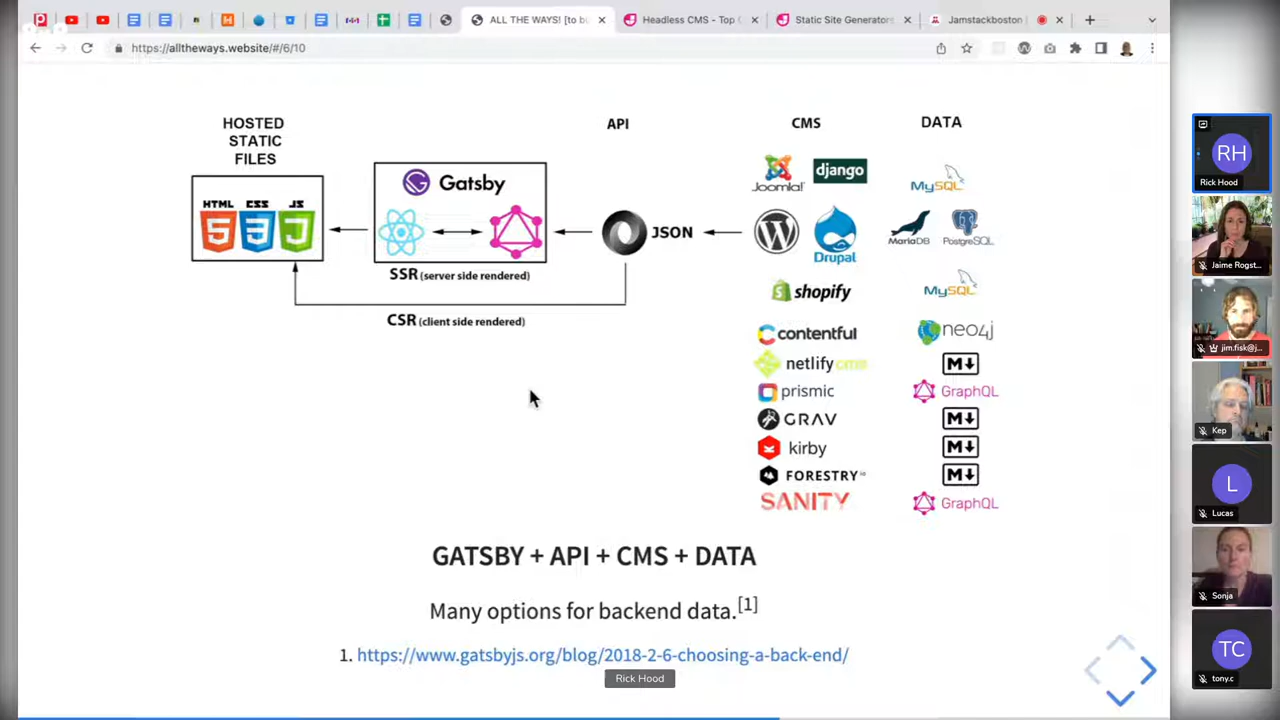 ALL THE WAYS! [to bu
Headless CMS - Top
Static Site Generators
Jamstackboston
https://alltheways.website/#/6/10
HOSTED
STATIC
FILES
API
CMS
DATA
HTML CSS JS
Gatsby
SSR (server side rendered)
CSR (client side rendered)
JSON
Joomla!
django
MySQL
Drupal
MariaDB
PostgreSQL
shopify
MySQL
contentful
neo4j
netlify cms
M
prismic
GraphQL
GRAV
M
kirby
M
FORESTRY
M
SANITY
GraphQL
GATSBY + API + CMS + DATA
Many options for backend data.[1]
1. https://www.gatsbyjs.org/blog/2018-2-6-choosing-a-back-end/
Rick Hood
RH
Rick Hood
Jaime Rogst...
jim.fisk@j...
Kep
L
Lucas
Sonja
TC
tony.c